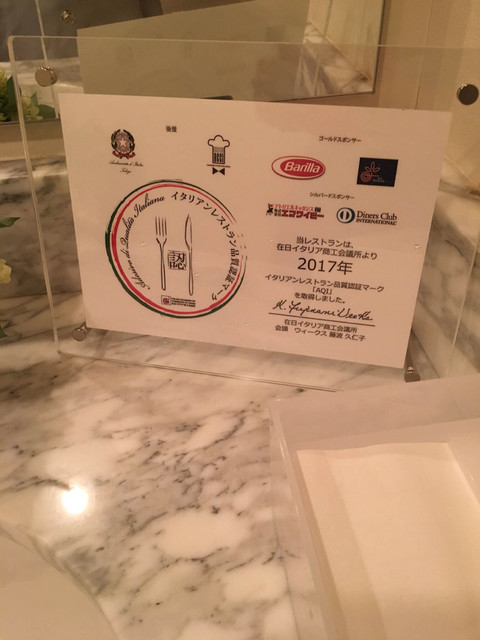 後援
Ambasciata d'Italia
Tokyo
ゴールドスポンサー
Barilla
シルバードスポンサー
エコワイビー
Diners Club
INTERNATIONAL
Adesione di Qualità Italiana
イタリアンレストラン品質認証マーク
当レストランは、
在日イタリア商工会議所より
2017年
イタリアンレストラン品質認証マーク
「AQI」
を取得しました。
在日イタリア商工会議所
会頭 ウィークス 藤波 久仁子